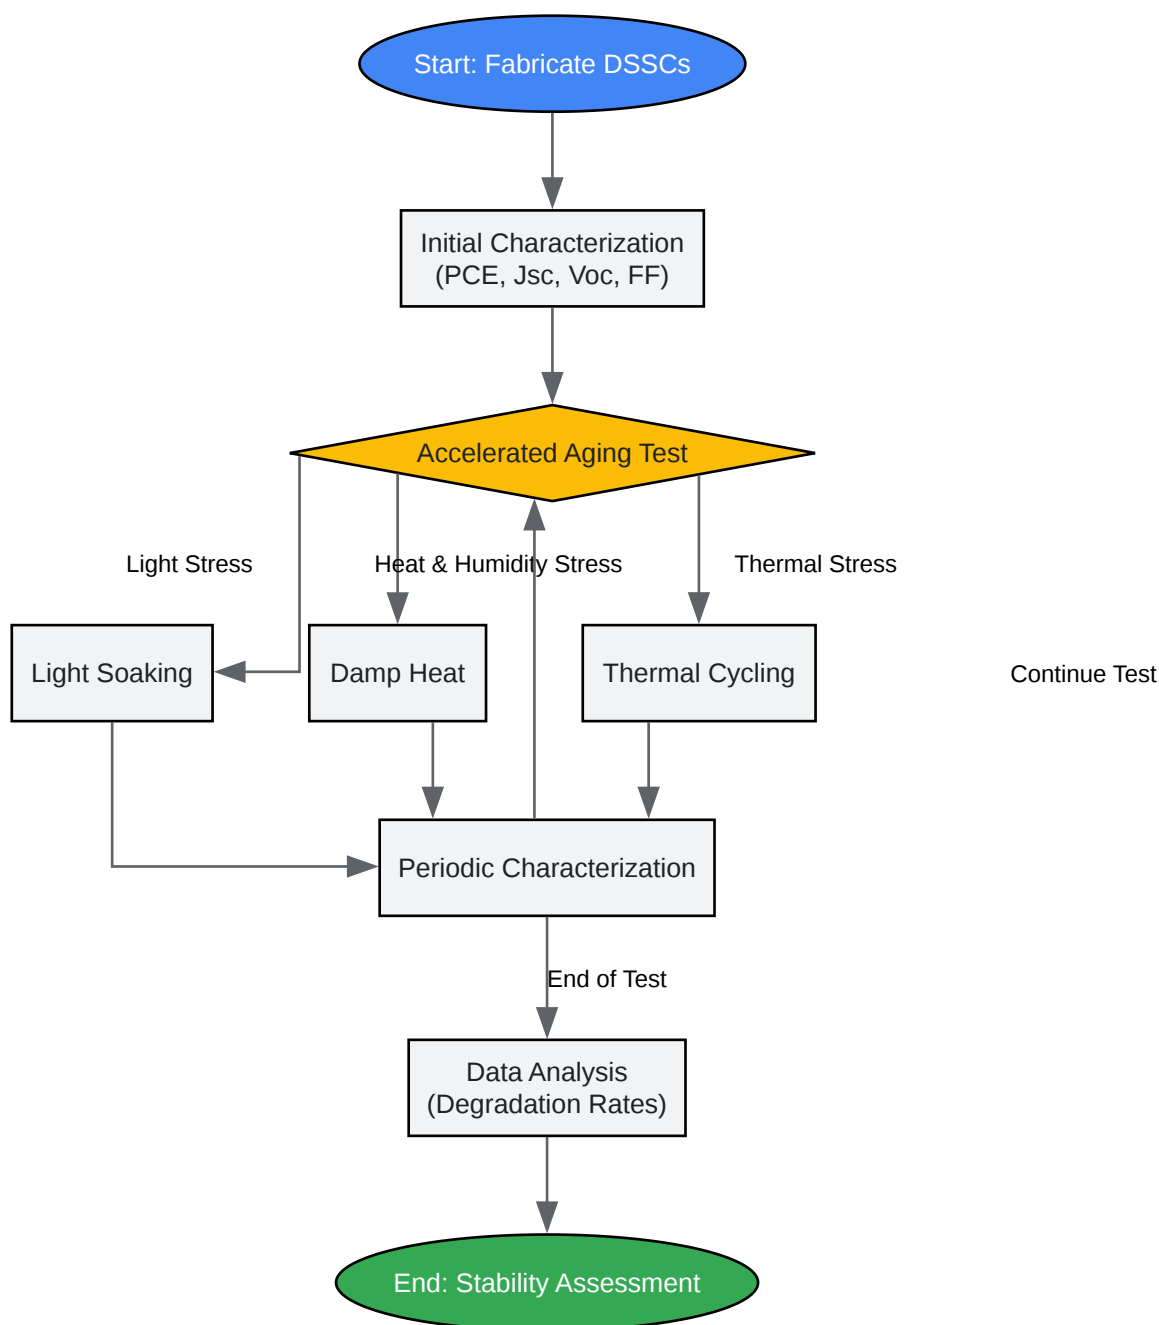 Start: Fabricate DSSCs
Initial Characterization
(PCE, Jsc, Voc, FF)
Accelerated Aging Test
Light Stress
Heat & Humidity Stress
Thermal Stress
Light Soaking
Damp Heat
Thermal Cycling
Continue Test
Periodic Characterization
End of Test
Data Analysis
(Degradation Rates)
End: Stability Assessment